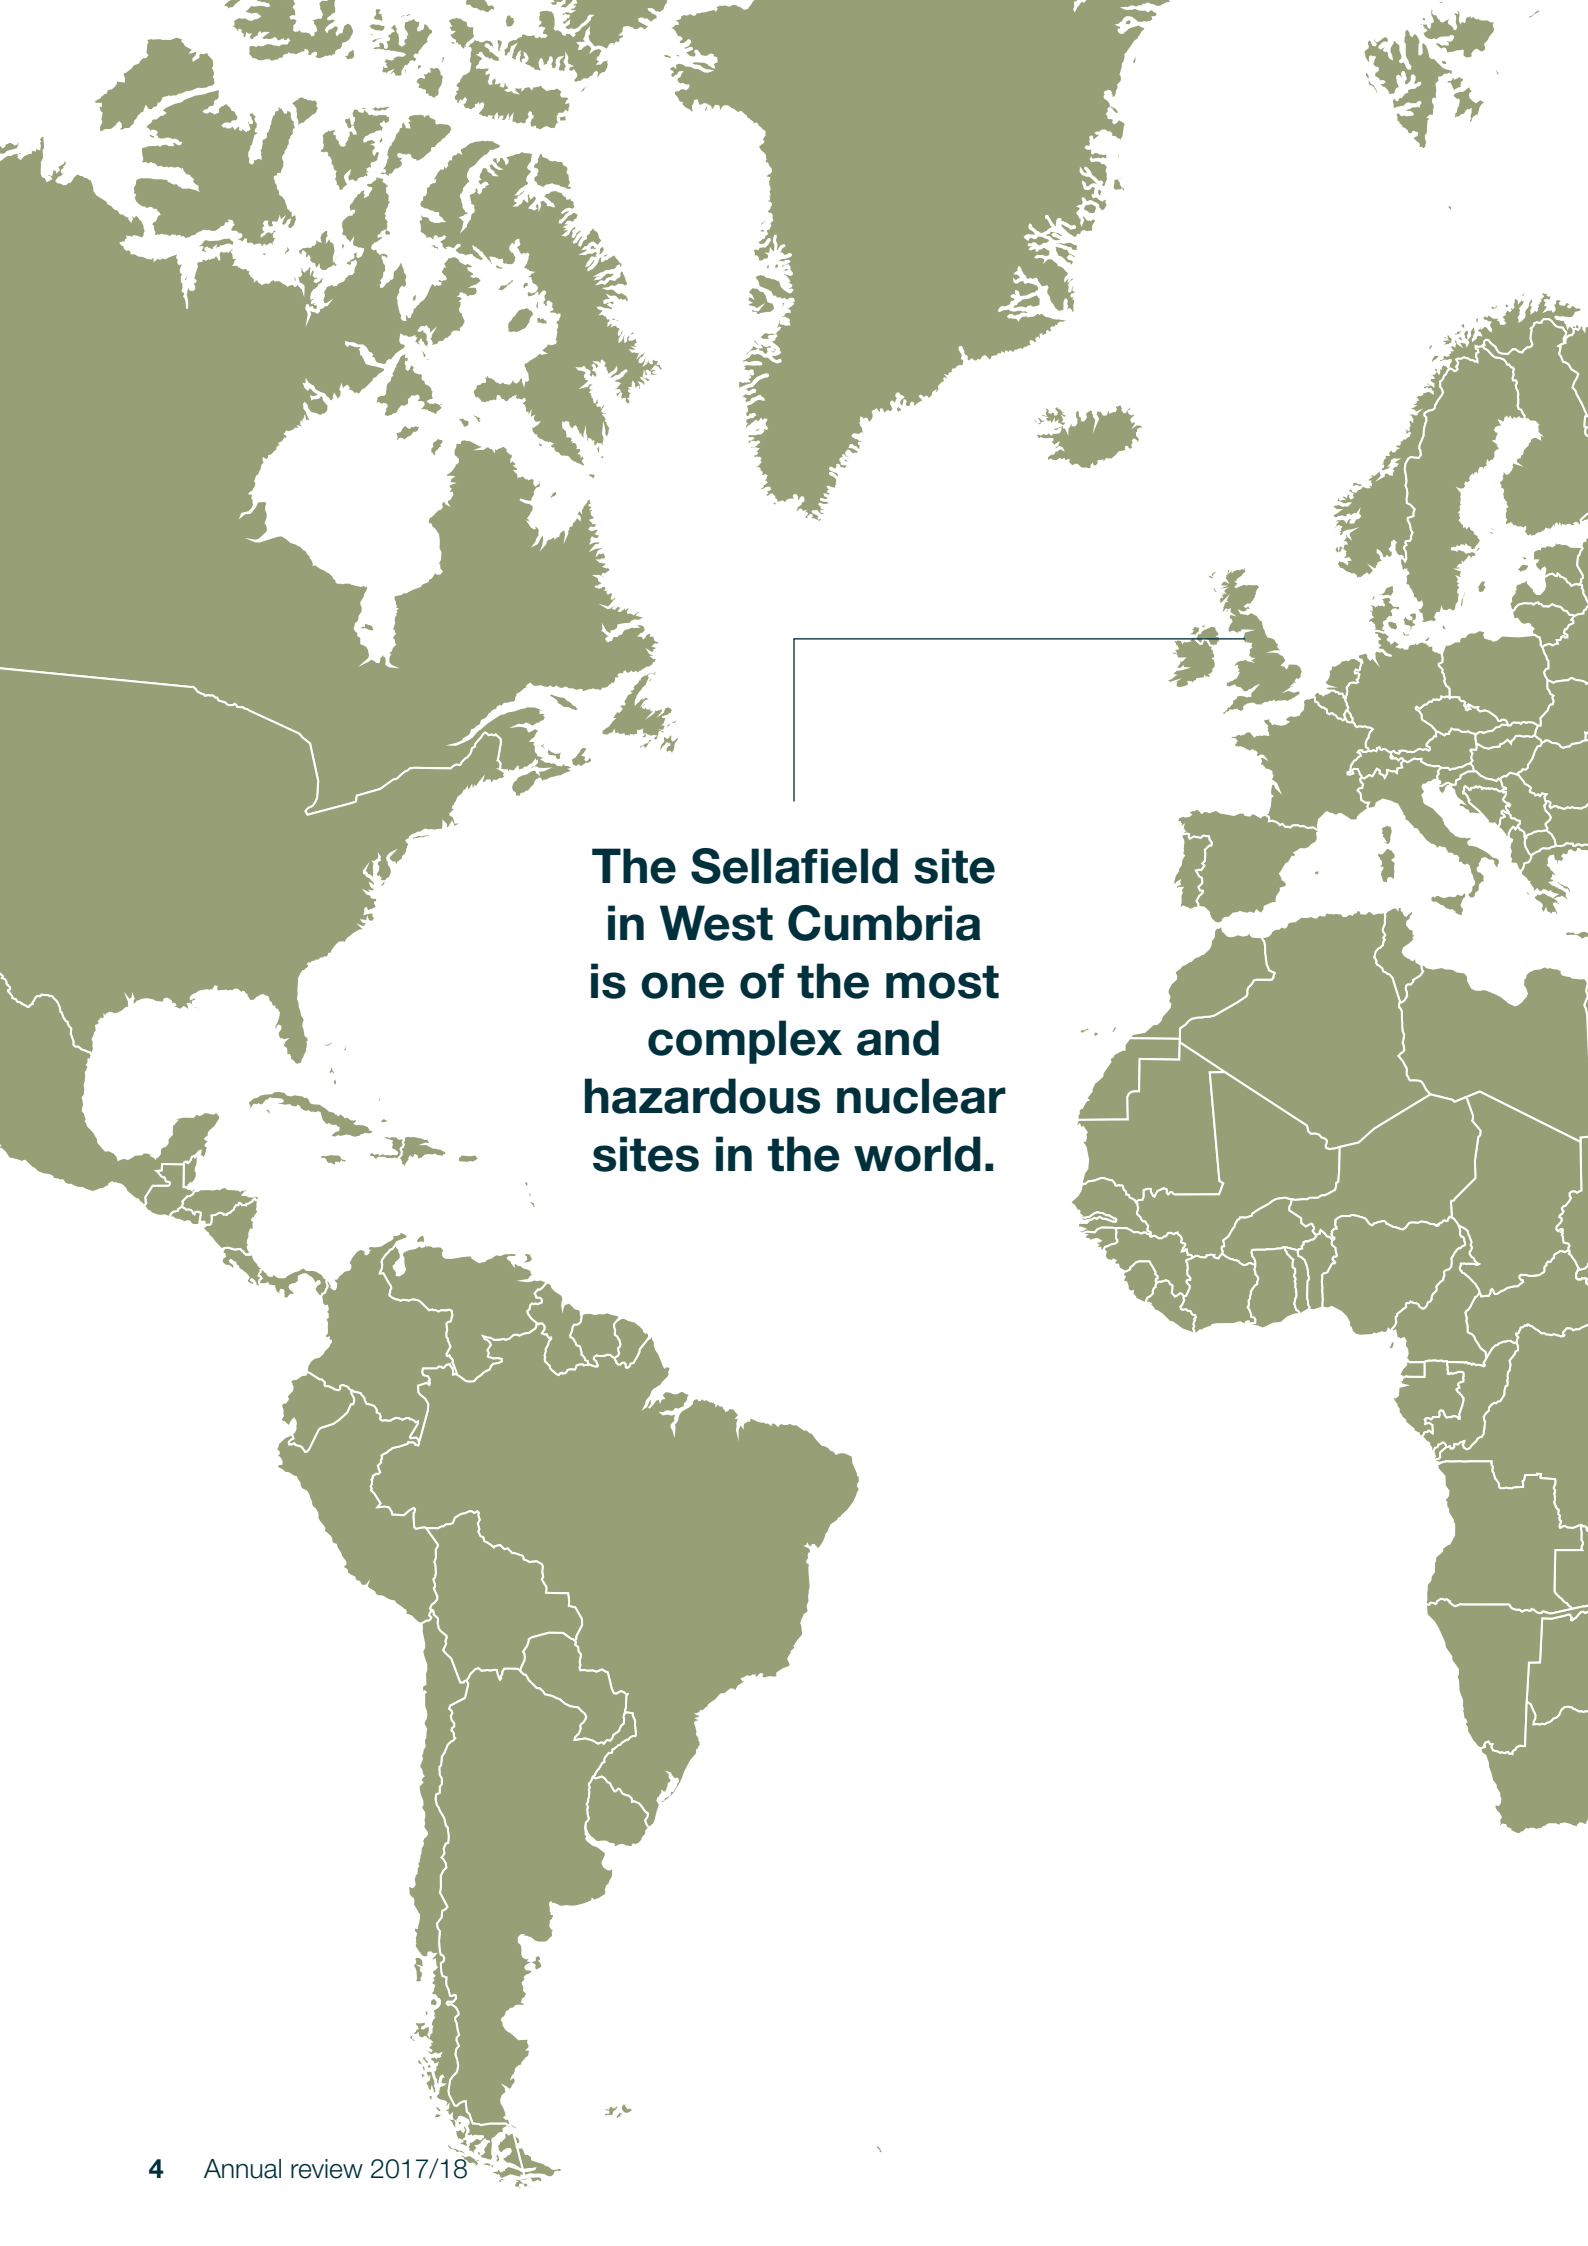 The Sellafield site
in West Cumbria
is one of the most
complex and
hazardous nuclear
sites in the world.
4 Annual review 2017/18